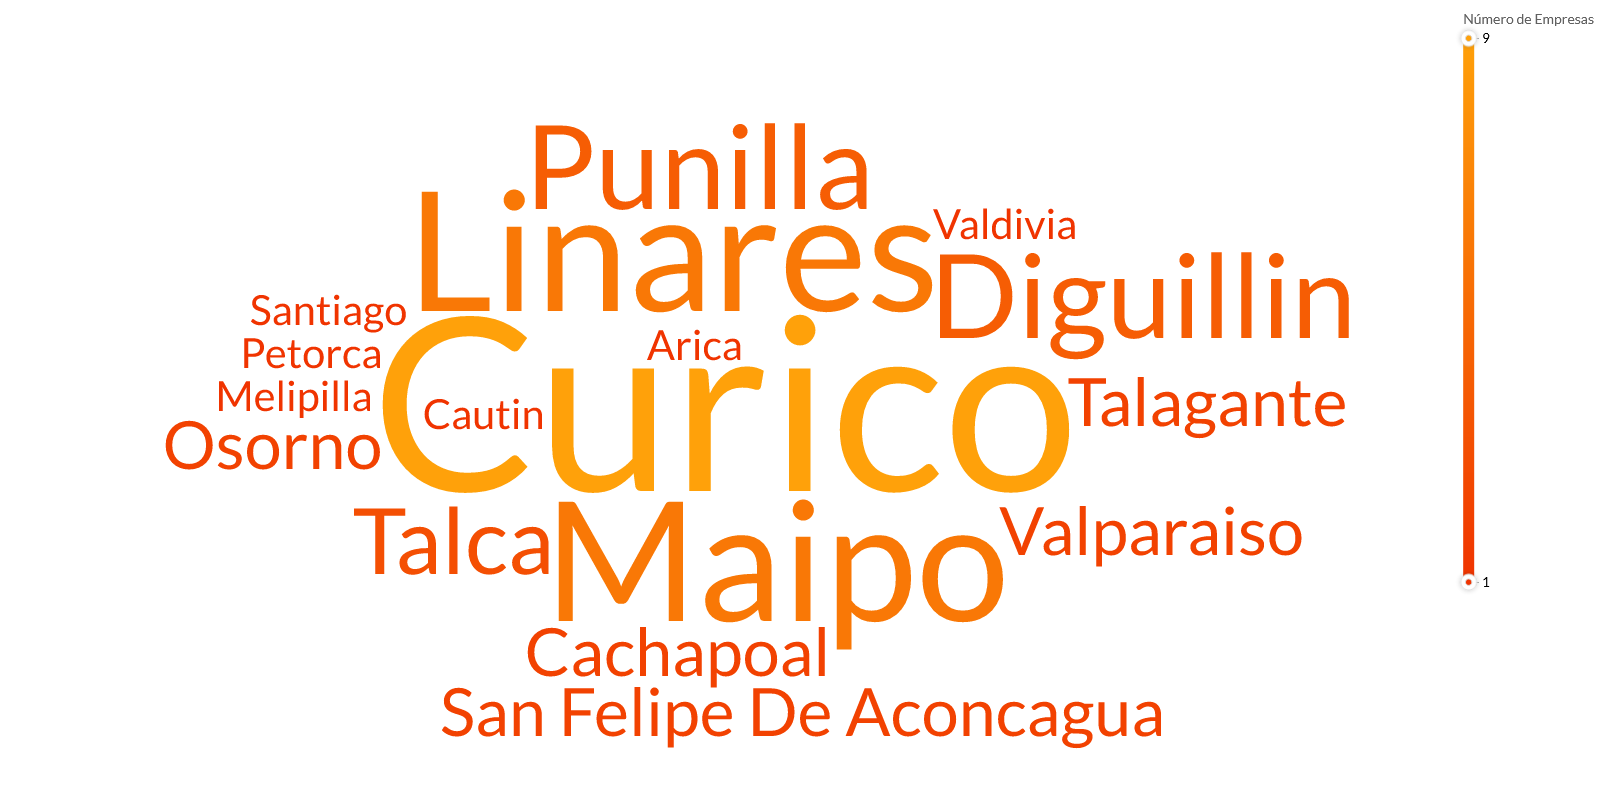 Número de Empresas
9
Punilla
Linares
Valdivia
Diguillin
Santiago
Arica
Petorca
Curico
Melipilla
Cautin
Talagante
Osorno
Talca
Maipo
Valparaiso
1
Cachapoal
San Felipe De Aconcagua